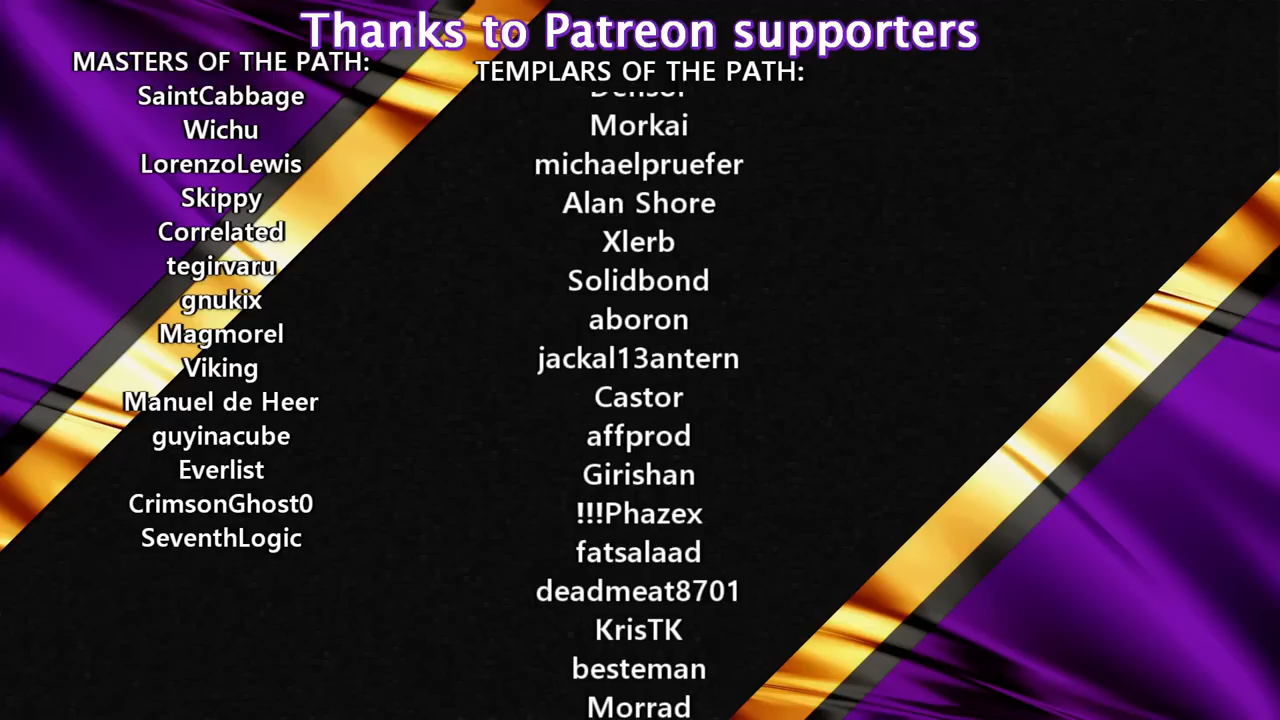 Thanks to Patreon supporters
MASTERS OF THE PATH:
SaintCabbage
Wichu
LorenzoLewis
Skippy
Correlated
tegirvaru
gnukix
Magmorel
Viking
Manuel de Heer
guyinacube
Everlist
CrimsonGhost0
SeventhLogic
TEMPLARS OF THE PATH:
Morkai
michaelpruefer
Alan Shore
Xlerb
Solidbond
aboron
jackal13antern
Castor
affprod
Girishan
!!!Phazex
fatsalaad
deadmeat8701
KrisTK
besteman
Morrad